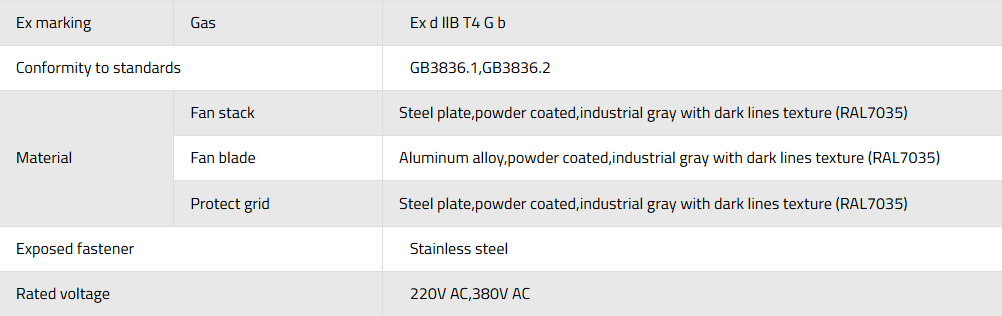 Ex marking Gas Ex d IIB T4 G b
Conformity to standards GB3836.1,GB3836.2
Fan stack Steel plate,powder coated,industrial gray with dark lines texture (RAL7035)
Material Fan blade Aluminum alloy,powder coated,industrial gray with dark lines texture (RAL7035)
Protect grid Steel plate,powder coated,industrial gray with dark lines texture (RAL7035)
Exposed fastener Stainless steel
Rated voltage 220V AC,380V AC